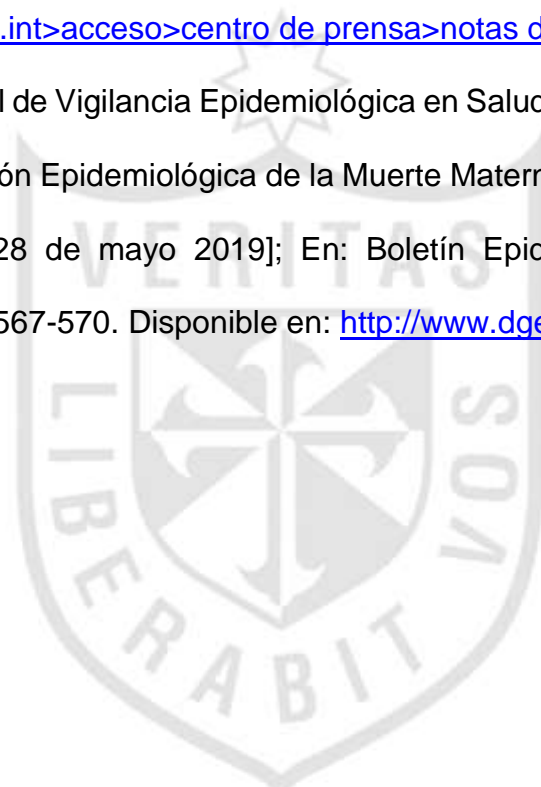 .int>acceso>centro de prensa>notas d
l de Vigilancia Epidemiológica en Salud
ón Epidemiológica de la Muerte Matern
28 de mayo 2019]; En: Boletín Epid
567-570. Disponible en: http://www.dge
VERITAS
LIBERABIT
VOS